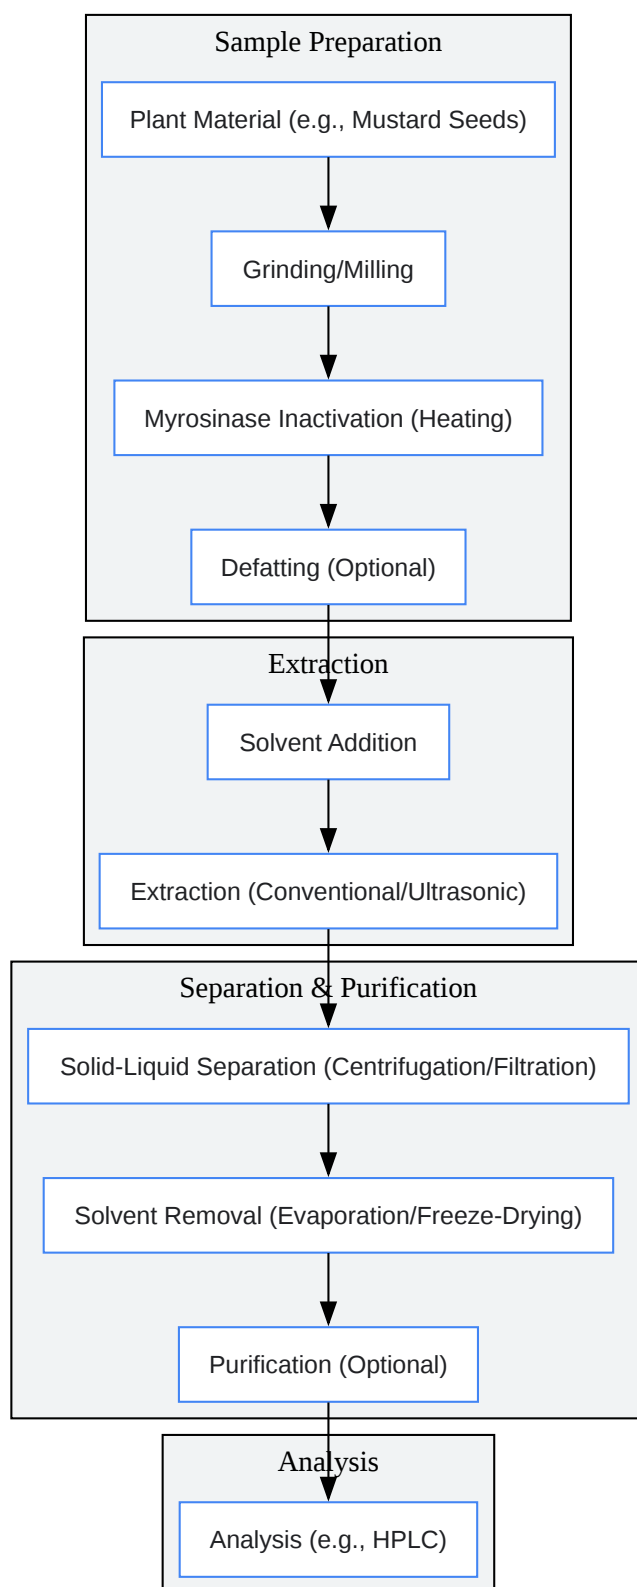 Sample Preparation
Plant Material (e.g., Mustard Seeds)
Grinding/Milling
Myrosinase Inactivation (Heating)
Defatting (Optional)
Extraction
Solvent Addition
Extraction (Conventional/Ultrasonic)
Separation & Purification
Solid-Liquid Separation (Centrifugation/Filtration)
Solvent Removal (Evaporation/Freeze-Drying)
Purification (Optional)
Analysis
Analysis (e.g., HPLC)